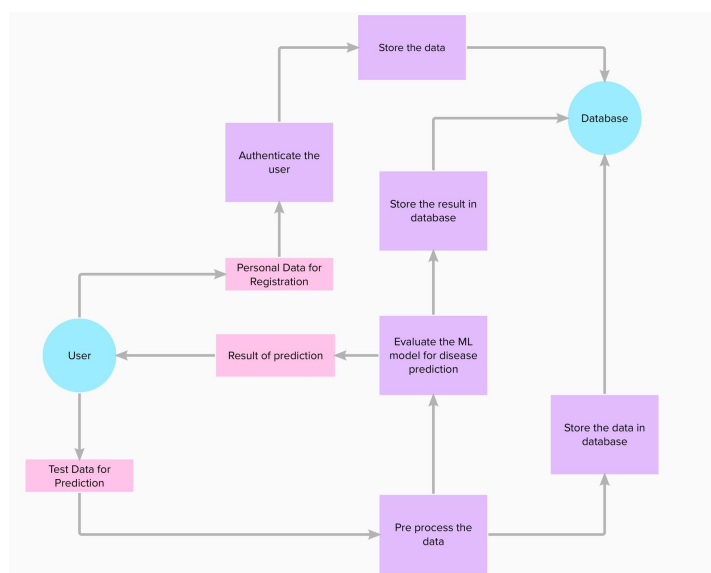 Store the data
Database
Authenticate the
user
Store the result in
database
Personal Data for
Registration
User
Result of prediction
Evaluate the ML
model for disease
prediction
Store the data in
database
Test Data for
Prediction
Pre process the
data